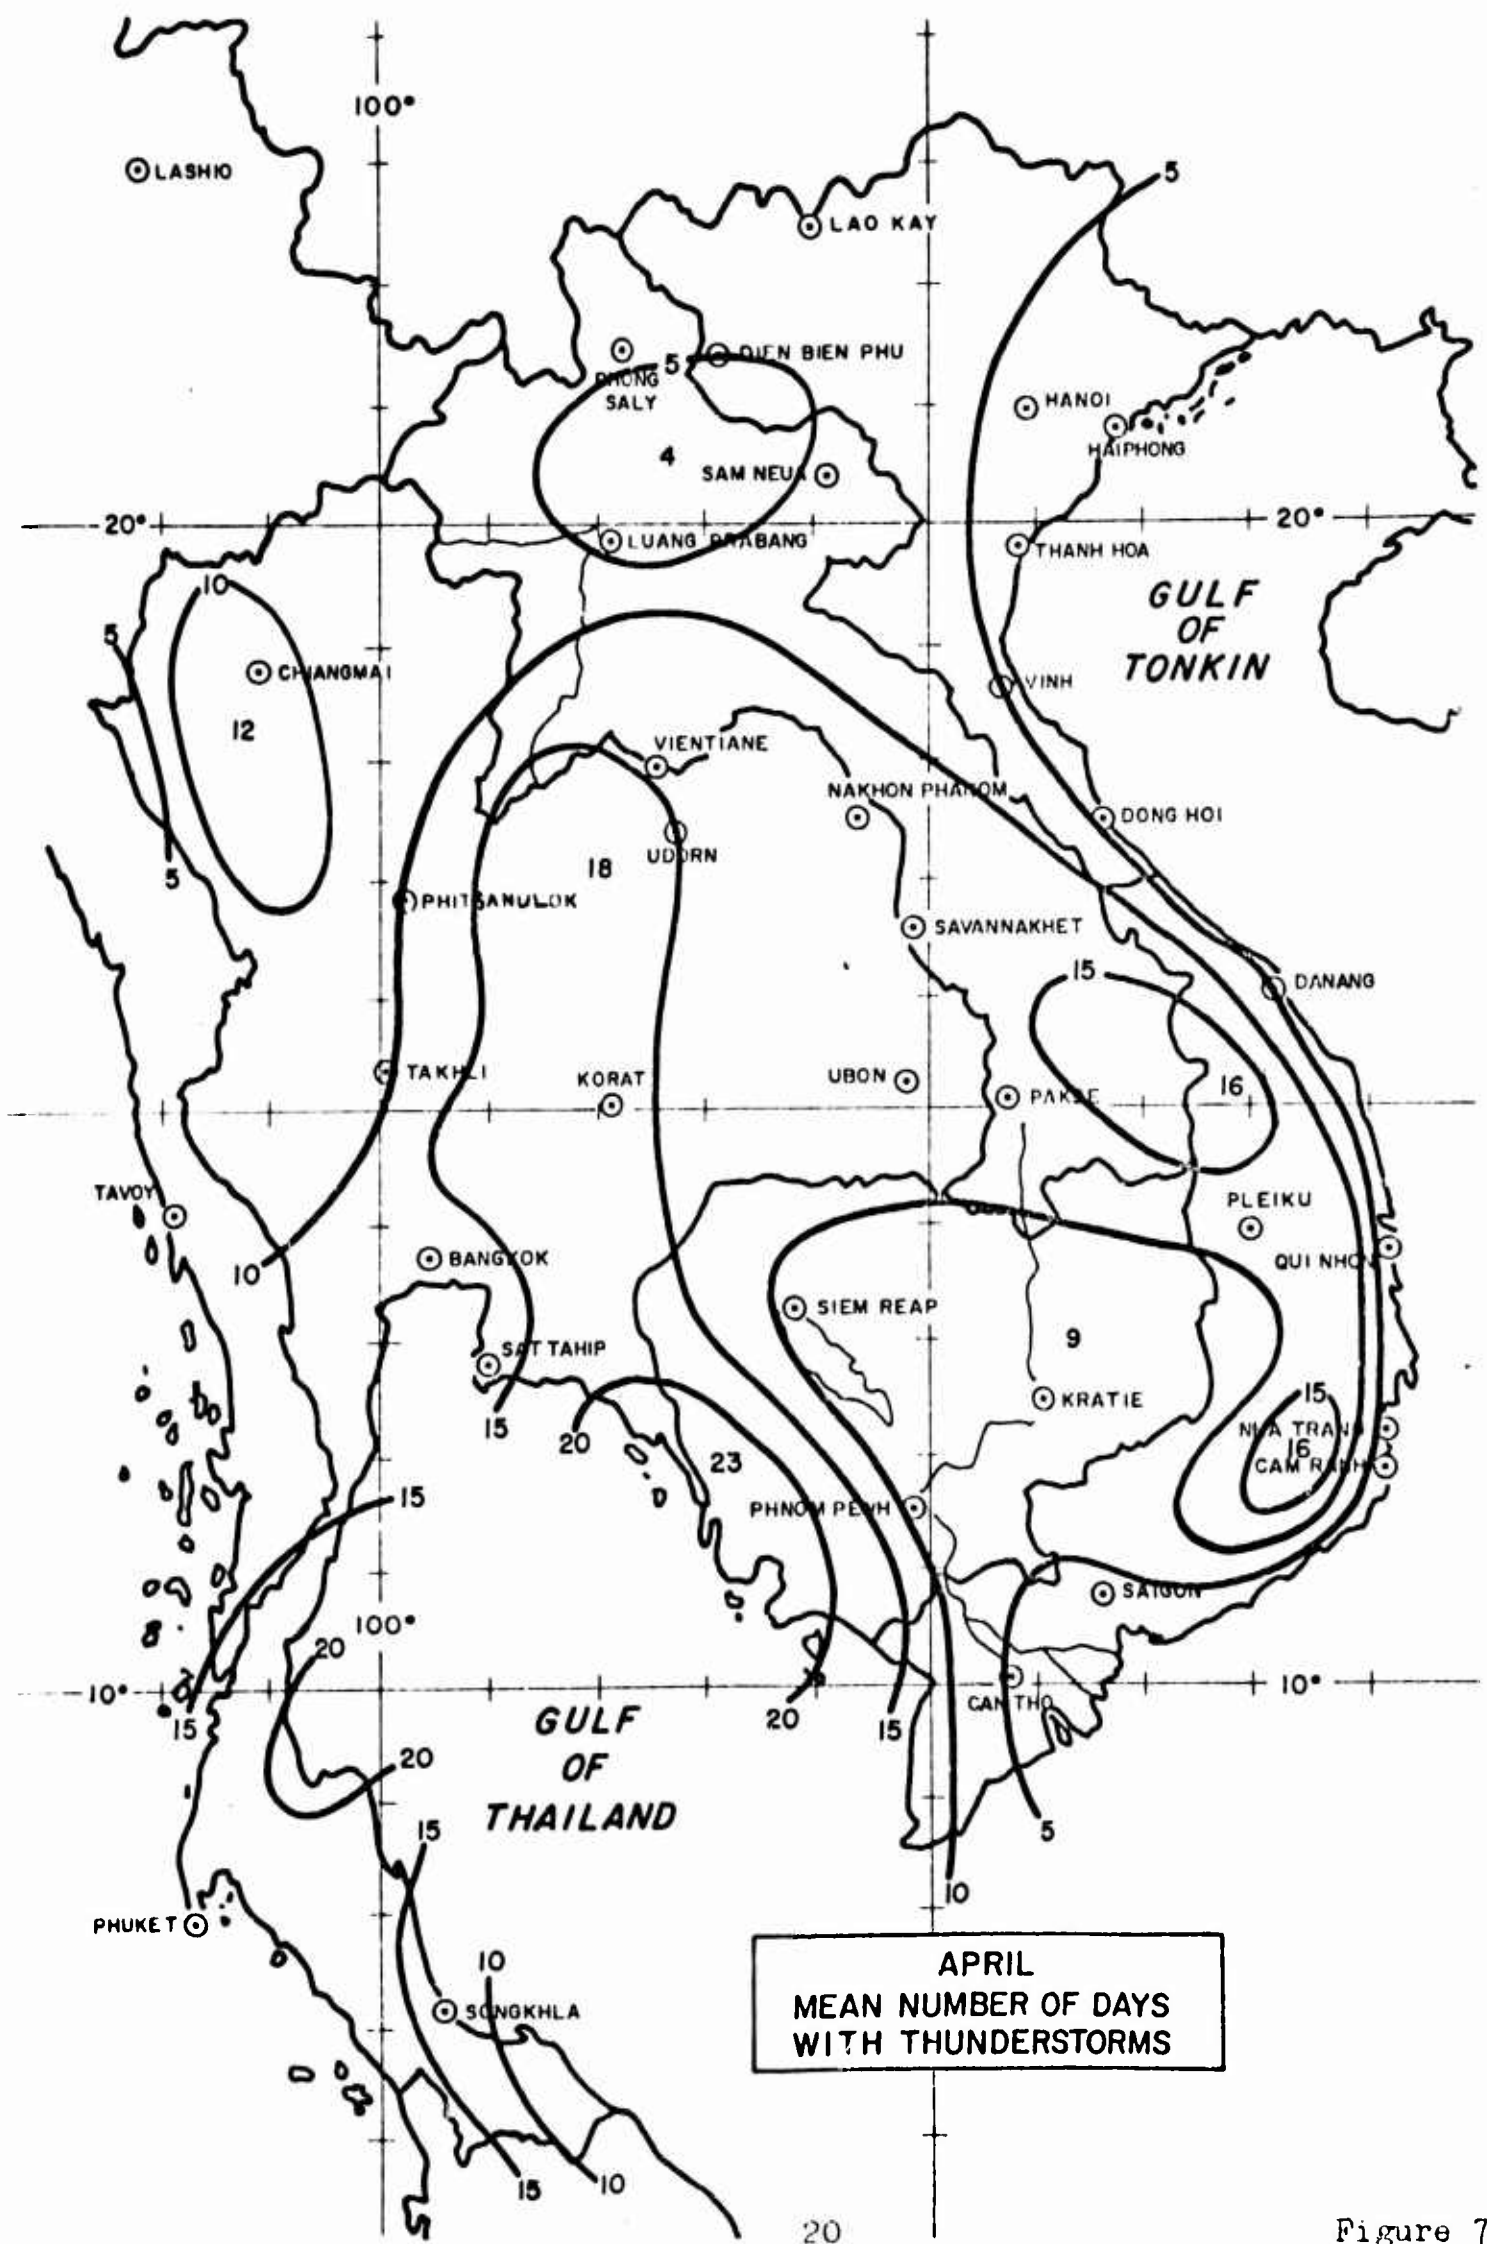 100°
LASHIO
5
LAO KAY
5
DIEN BIEN PHU
PHONG
SALY
HANOI
HAIPHONG
4
SAM NEUA
20°
20°
LUANG PRABANG
THANH HOA
10
GULF
OF
TONKIN
5
CHIANGMAI
VINH
12
VIENTIANE
NAKHON PHANOM
DONG HOI
UDORN
18
5
PHITSANULOK
SAVANNAKHET
15
DANANG
TAKHLI
KORAT
UBON
PAKSE
16
TAVOY
PLEIKU
10
BANGKOK
QUI NHON
SIEM REAP
9
SATTAHIP
15
KRATIE
15
20
NHA TRANG
16
CAM RANH
23
15
PHNOM PENH
SAIGON
100°
20
10°
10°
15
CAN THO
20
15
GULF
OF
THAILAND
20
15
5
10
PHUKET
10
SONGKHLA
APRIL
MEAN NUMBER OF DAYS
WITH THUNDERSTORMS
15
10
20
Figure 7